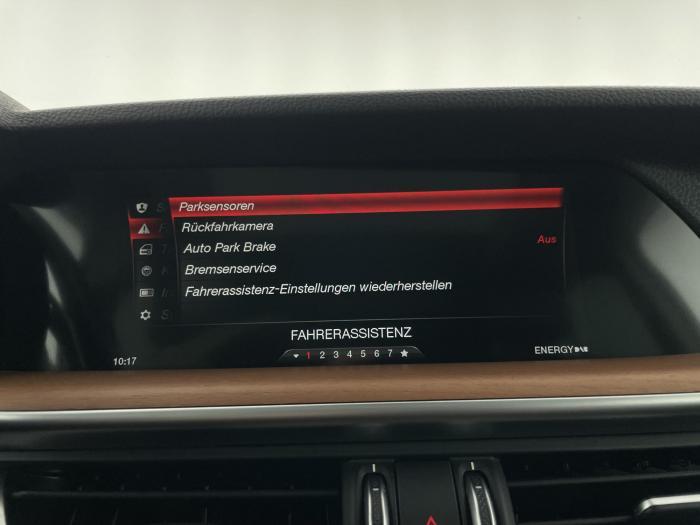 Parksensoren
Rückfahrkamera
Auto Park Brake
Aus
Bremsenservice
Fahrerassistenz-Einstellungen wiederherstellen
FAHRERASSISTENZ
10:17
1 2 3 4 5 6 7
ENERGY DAB